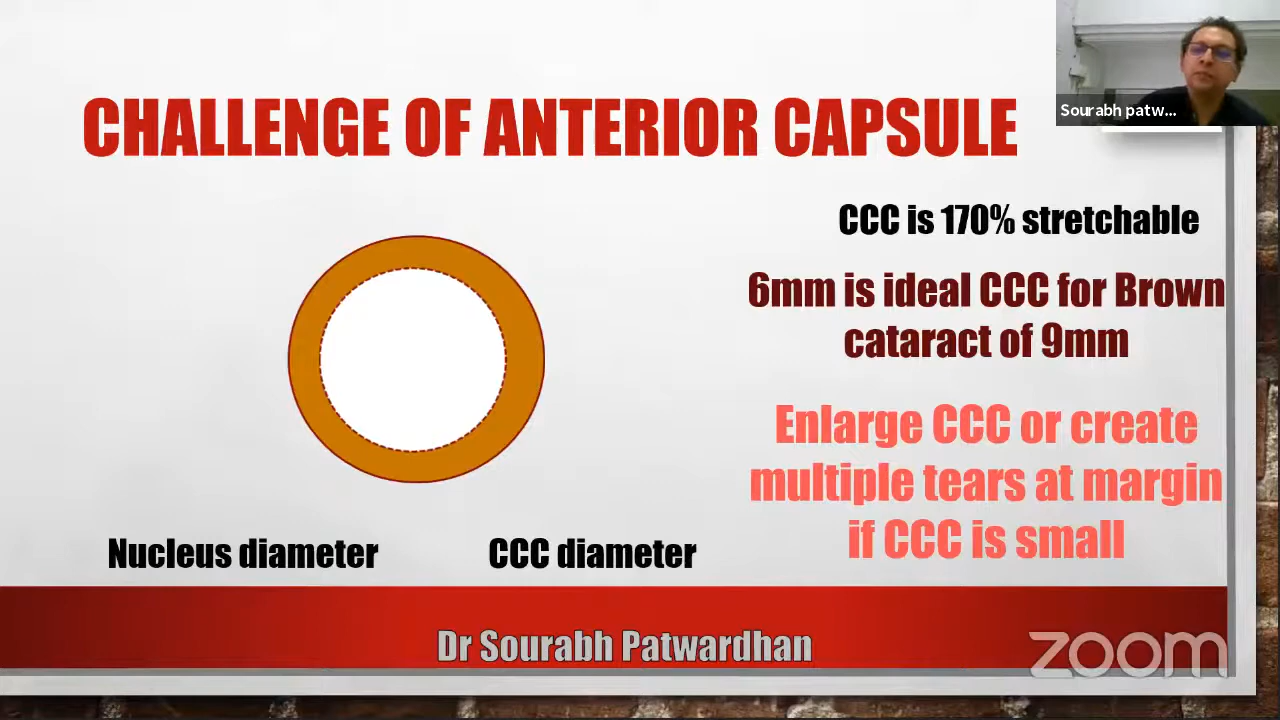 Sourabh patw...
CHALLENGE OF ANTERIOR CAPSULE
CCC is 170% stretchable
6mm is ideal CCC for Brown
cataract of 9mm
Enlarge CCC or create
multiple tears at margin
if CCC is small
Nucleus diameter
CCC diameter
Dr Sourabh Patwardhan
zoom